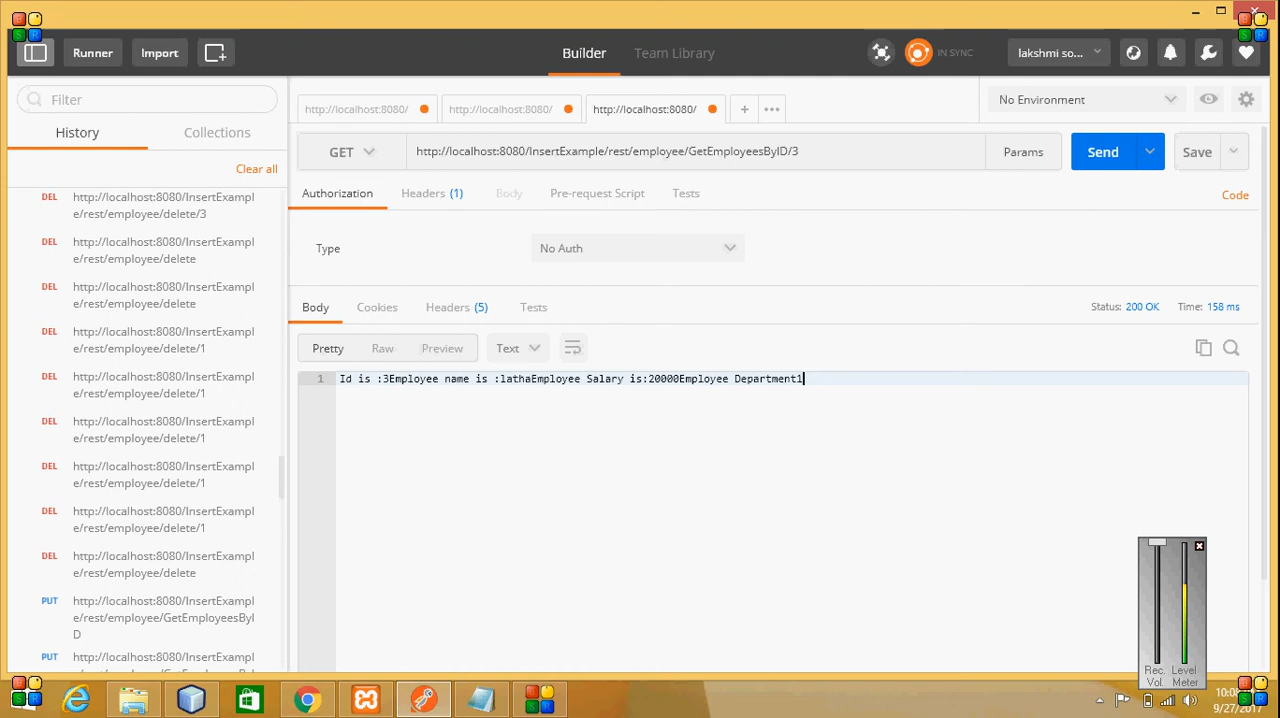 Runner
Import
Builder
Team Library
IN SYNC
lakshmi so...
Filter
History
Collections
Clear all
DEL http://localhost:8080/InsertExampl
e/rest/employee/delete/3
DEL http://localhost:8080/InsertExampl
e/rest/employee/delete
DEL http://localhost:8080/InsertExampl
e/rest/employee/delete
DEL http://localhost:8080/InsertExampl
e/rest/employee/delete/1
DEL http://localhost:8080/InsertExampl
e/rest/employee/delete/1
DEL http://localhost:8080/InsertExampl
e/rest/employee/delete/1
DEL http://localhost:8080/InsertExampl
e/rest/employee/delete/1
DEL http://localhost:8080/InsertExampl
e/rest/employee/delete/1
DEL http://localhost:8080/InsertExampl
e/rest/employee/delete
PUT http://localhost:8080/InsertExampl
e/rest/employee/GetEmployeesByI
D
PUT http://localhost:8080/InsertExampl
http://localhost:8080/
http://localhost:8080/
http://localhost:8080/
No Environment
GET
http://localhost:8080/InsertExample/rest/employee/GetEmployeesByID/3
Params
Send
Save
Authorization
Headers (1)
Body
Pre-request Script
Tests
Code
Type
No Auth
Body
Cookies
Headers (5)
Tests
Status: 200 OK
Time: 158 ms
Pretty
Raw
Preview
Text
1 Id is :3Employee name is :lathaEmployee Salary is:20000Employee Department1
Rec. Level
Vol. Meter
9/27/2017